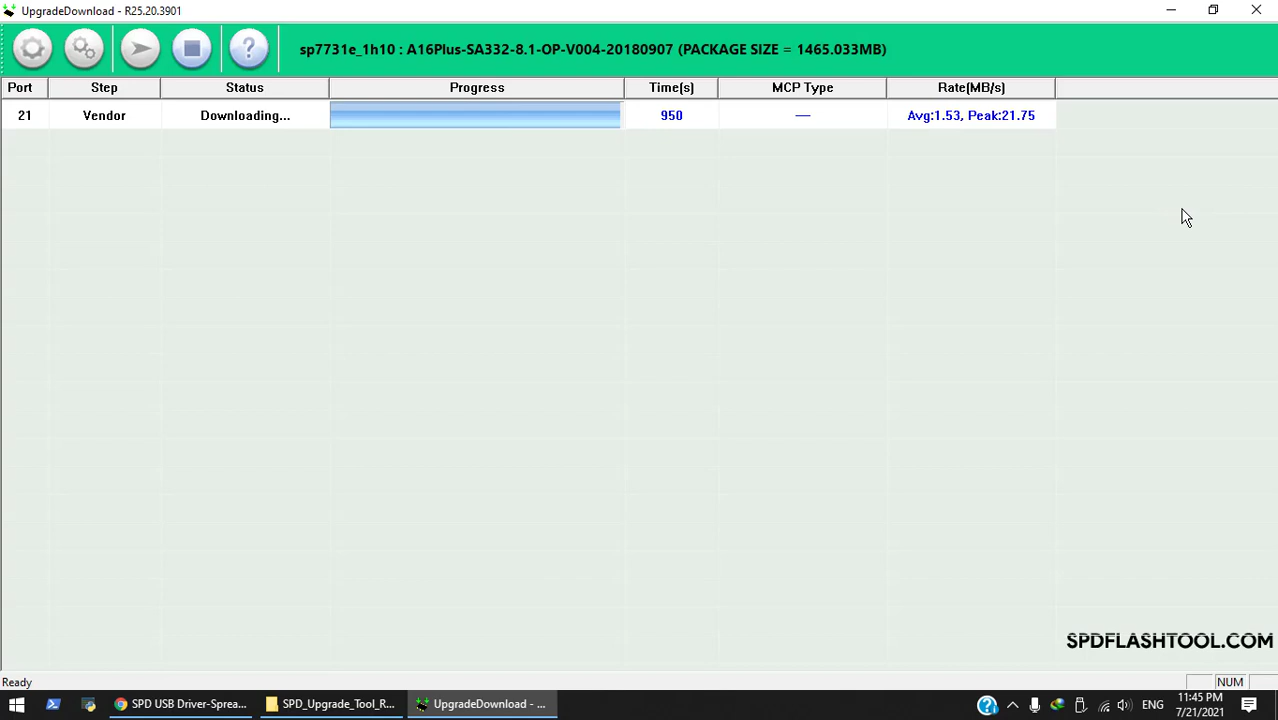 UpgradeDownload - R25.20.3901
sp7731e_1h10 : A16Plus-SA332-8.1-OP-V004-20180907 (PACKAGE SIZE = 1465.033MB)
Port Step Status Progress Time(s) MCP Type Rate(MB/s)
21 Vendor Downloading... 950 — Avg:1.53, Peak:21.75
SPDFLASHTOOL.COM
Ready NUM
SPD USB Driver-Sprea... SPD_Upgrade_Tool_R... UpgradeDownload - ... ENG 11:45 PM
7/21/2021